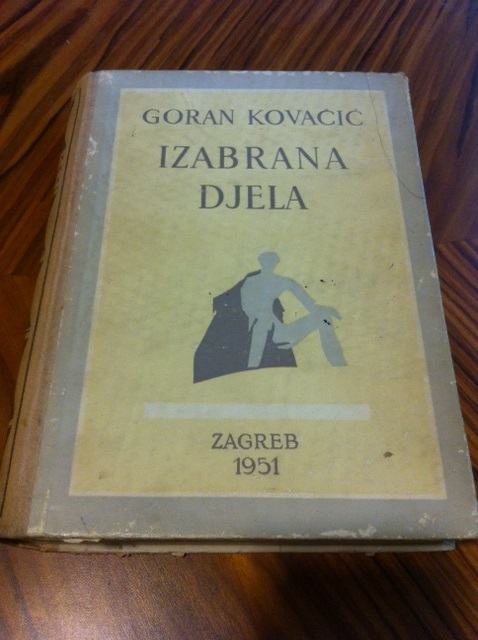 GORAN KOVAČIĆ
IZABRANA
DJELA
ZAGREB
1951